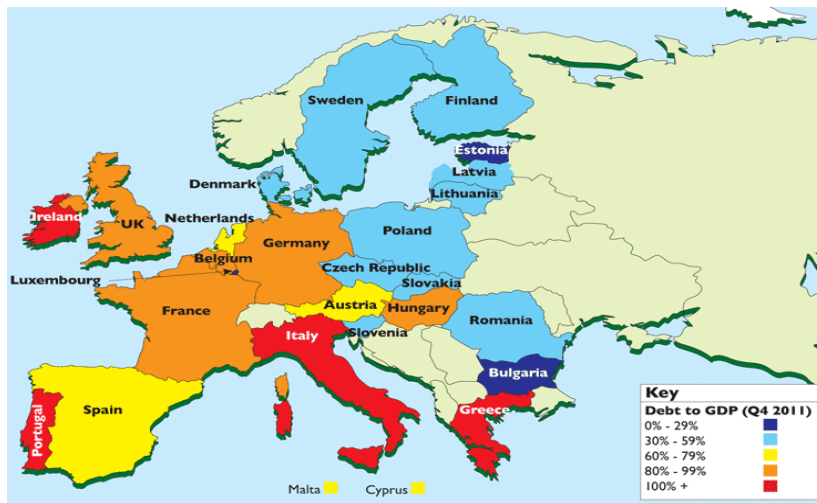 Sweden
Finland
Estonia
Latvia
Lithuania
Denmark
Ireland
UK
Netherlands
Germany
Poland
Belgium
Luxembourg
Czech Republic
Slovakia
France
Austria
Hungary
Italy
Slovenia
Romania
Bulgaria
Portugal
Spain
Greece
Malta
Cyprus
Key
Debt to GDP (Q4 2011)
0% - 29%
30% - 59%
60% - 79%
80% - 99%
100% +